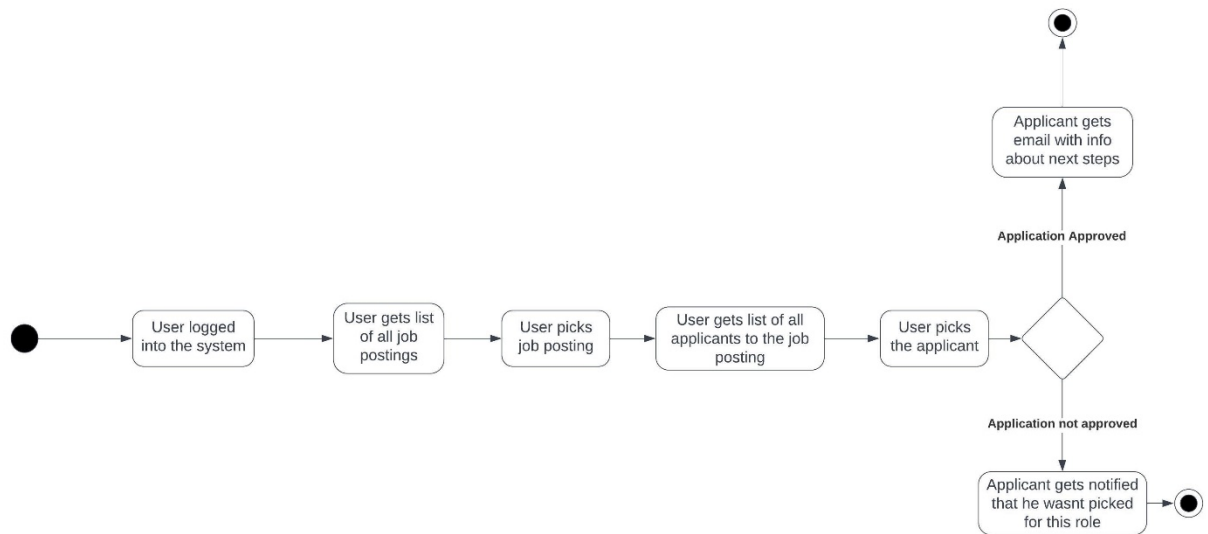 User logged
into the system
User gets list
of all job
postings
User picks
job posting
User gets list of all
applicants to the job
posting
User picks
the applicant
Application Approved
Applicant gets
email with info
about next steps
Application not approved
Applicant gets notified
that he wasnt picked
for this role